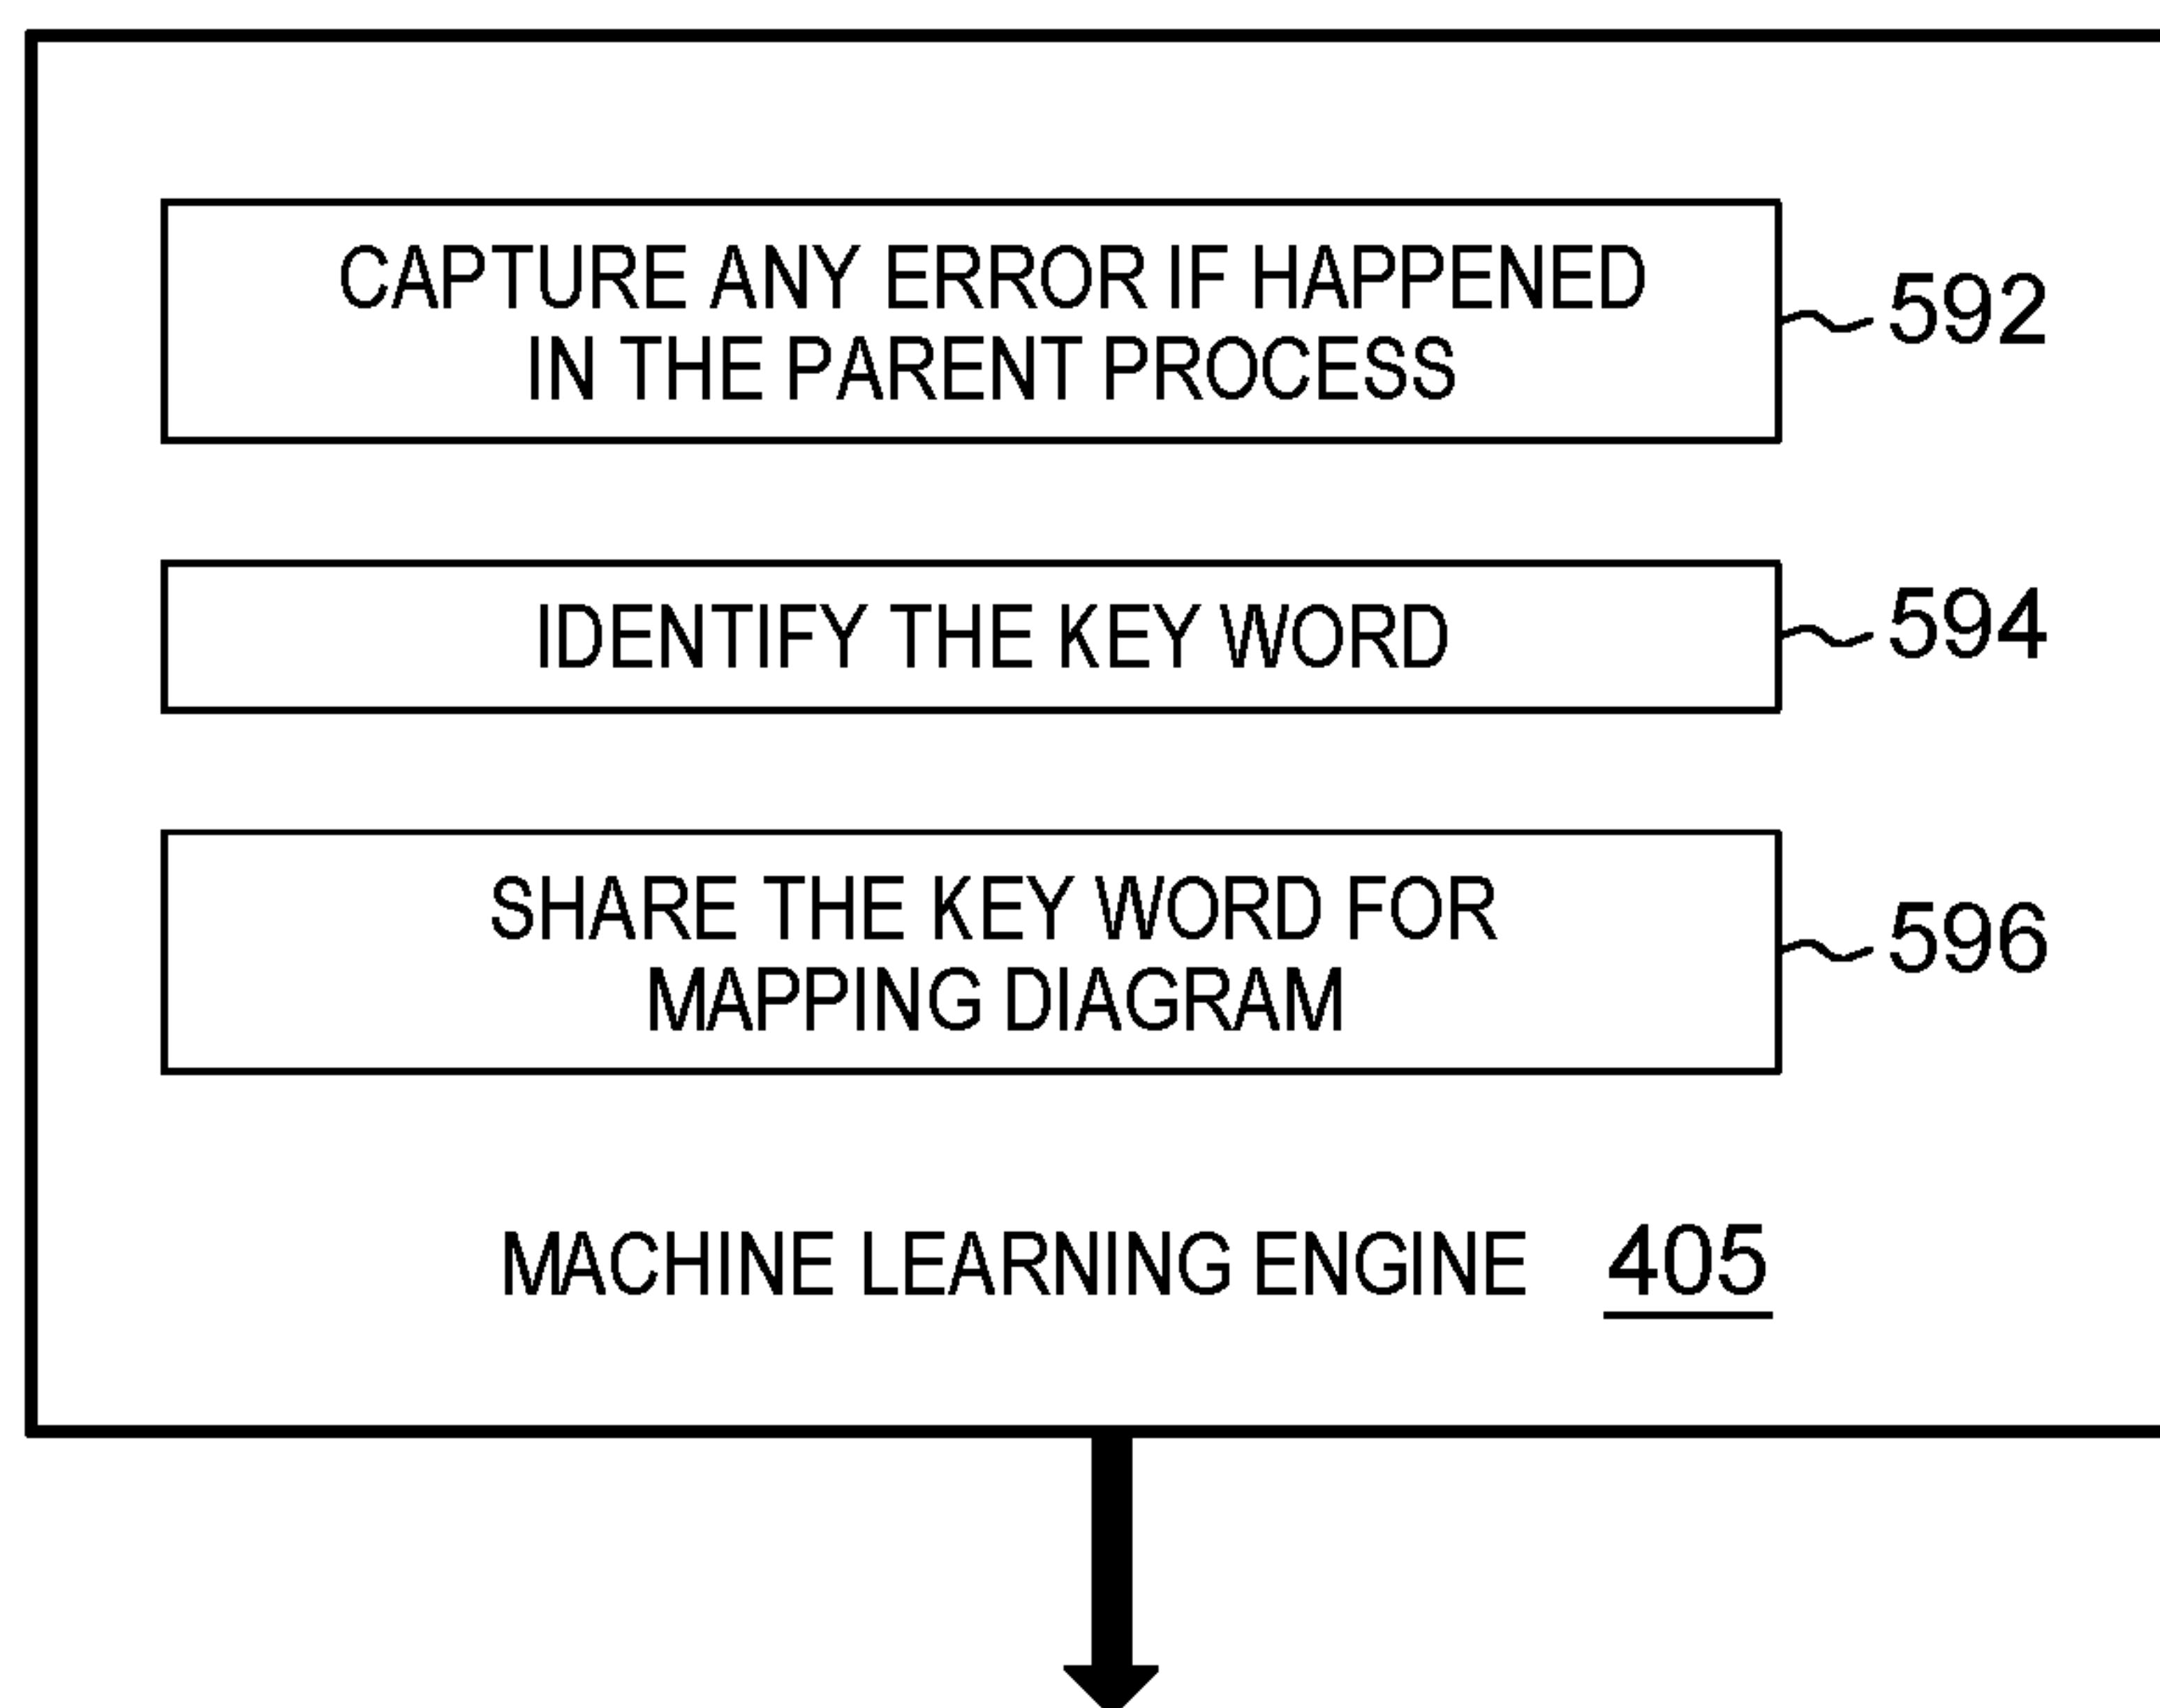 CAPTURE ANY ERROR IF HAPPENED
IN THE PARENT PROCESS
592
IDENTIFY THE KEY WORD
594
SHARE THE KEY WORD FOR
MAPPING DIAGRAM
596
MACHINE LEARNING ENGINE 405